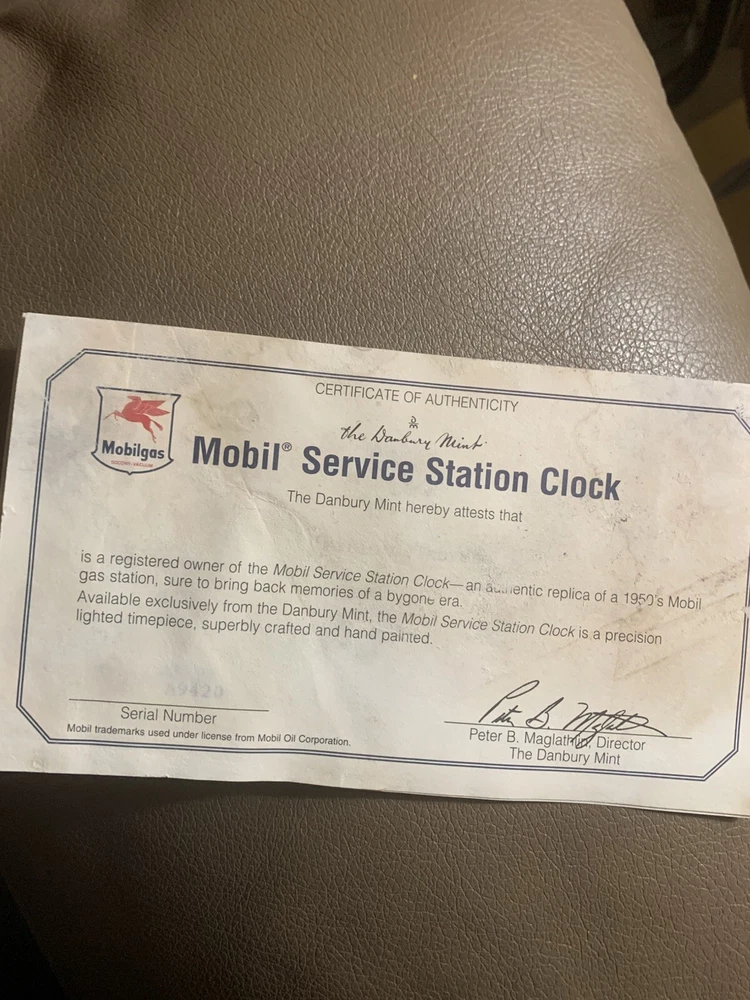 CERTIFICATE OF AUTHENTICITY
the Danbury Mint
Mobilgas
SOCONY-VACUUM
Mobil® Service Station Clock
The Danbury Mint hereby attests that
is a registered owner of the Mobil Service Station Clock—an authentic replica of a 1950's Mobil
gas station, sure to bring back memories of a bygone era.
Available exclusively from the Danbury Mint, the Mobil Service Station Clock is a precision
lighted timepiece, superbly crafted and hand painted.
A9420
Serial Number
Mobil trademarks used under license from Mobil Oil Corporation.
Peter B. Maglathlin, Director
The Danbury Mint